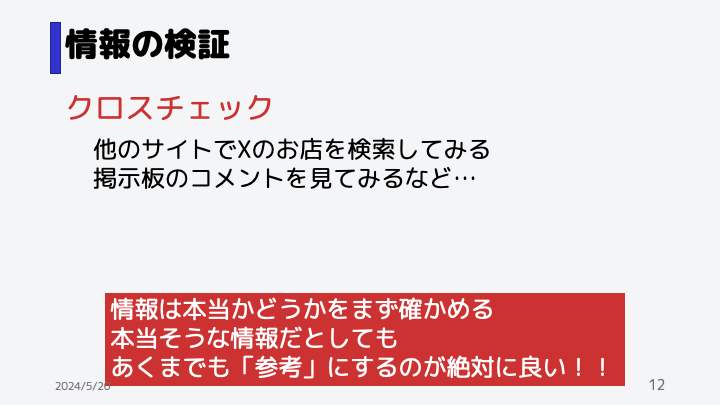 情報の検証
クロスチェック
他のサイトでXのお店を検索してみる
掲示板のコメントを見てみるなど…
情報は本当かどうかをまず確かめる
本当そうな情報だとしても
あくまでも「参考」にするのが絶対に良い！！
2024/5/20
12